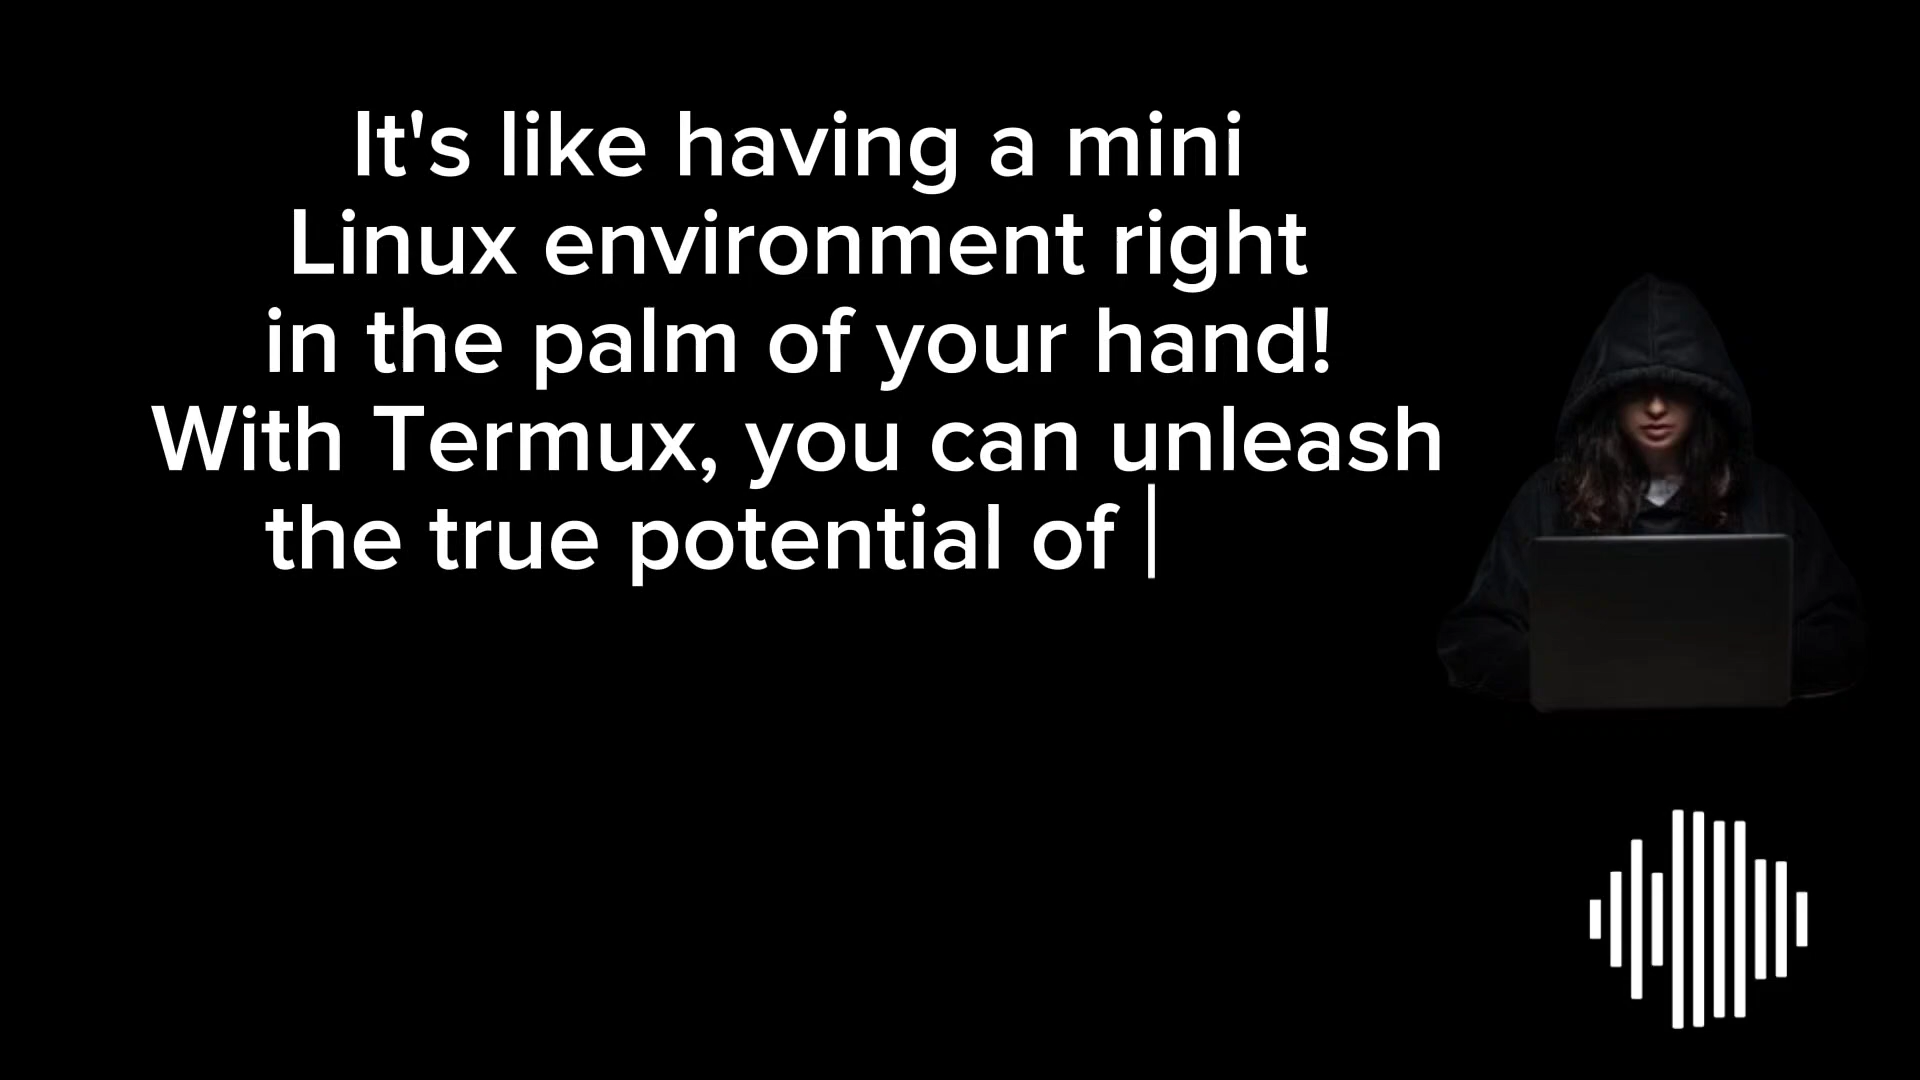 It's like having a mini
Linux environment right
in the palm of your hand!
With Termux, you can unleash
the true potential of